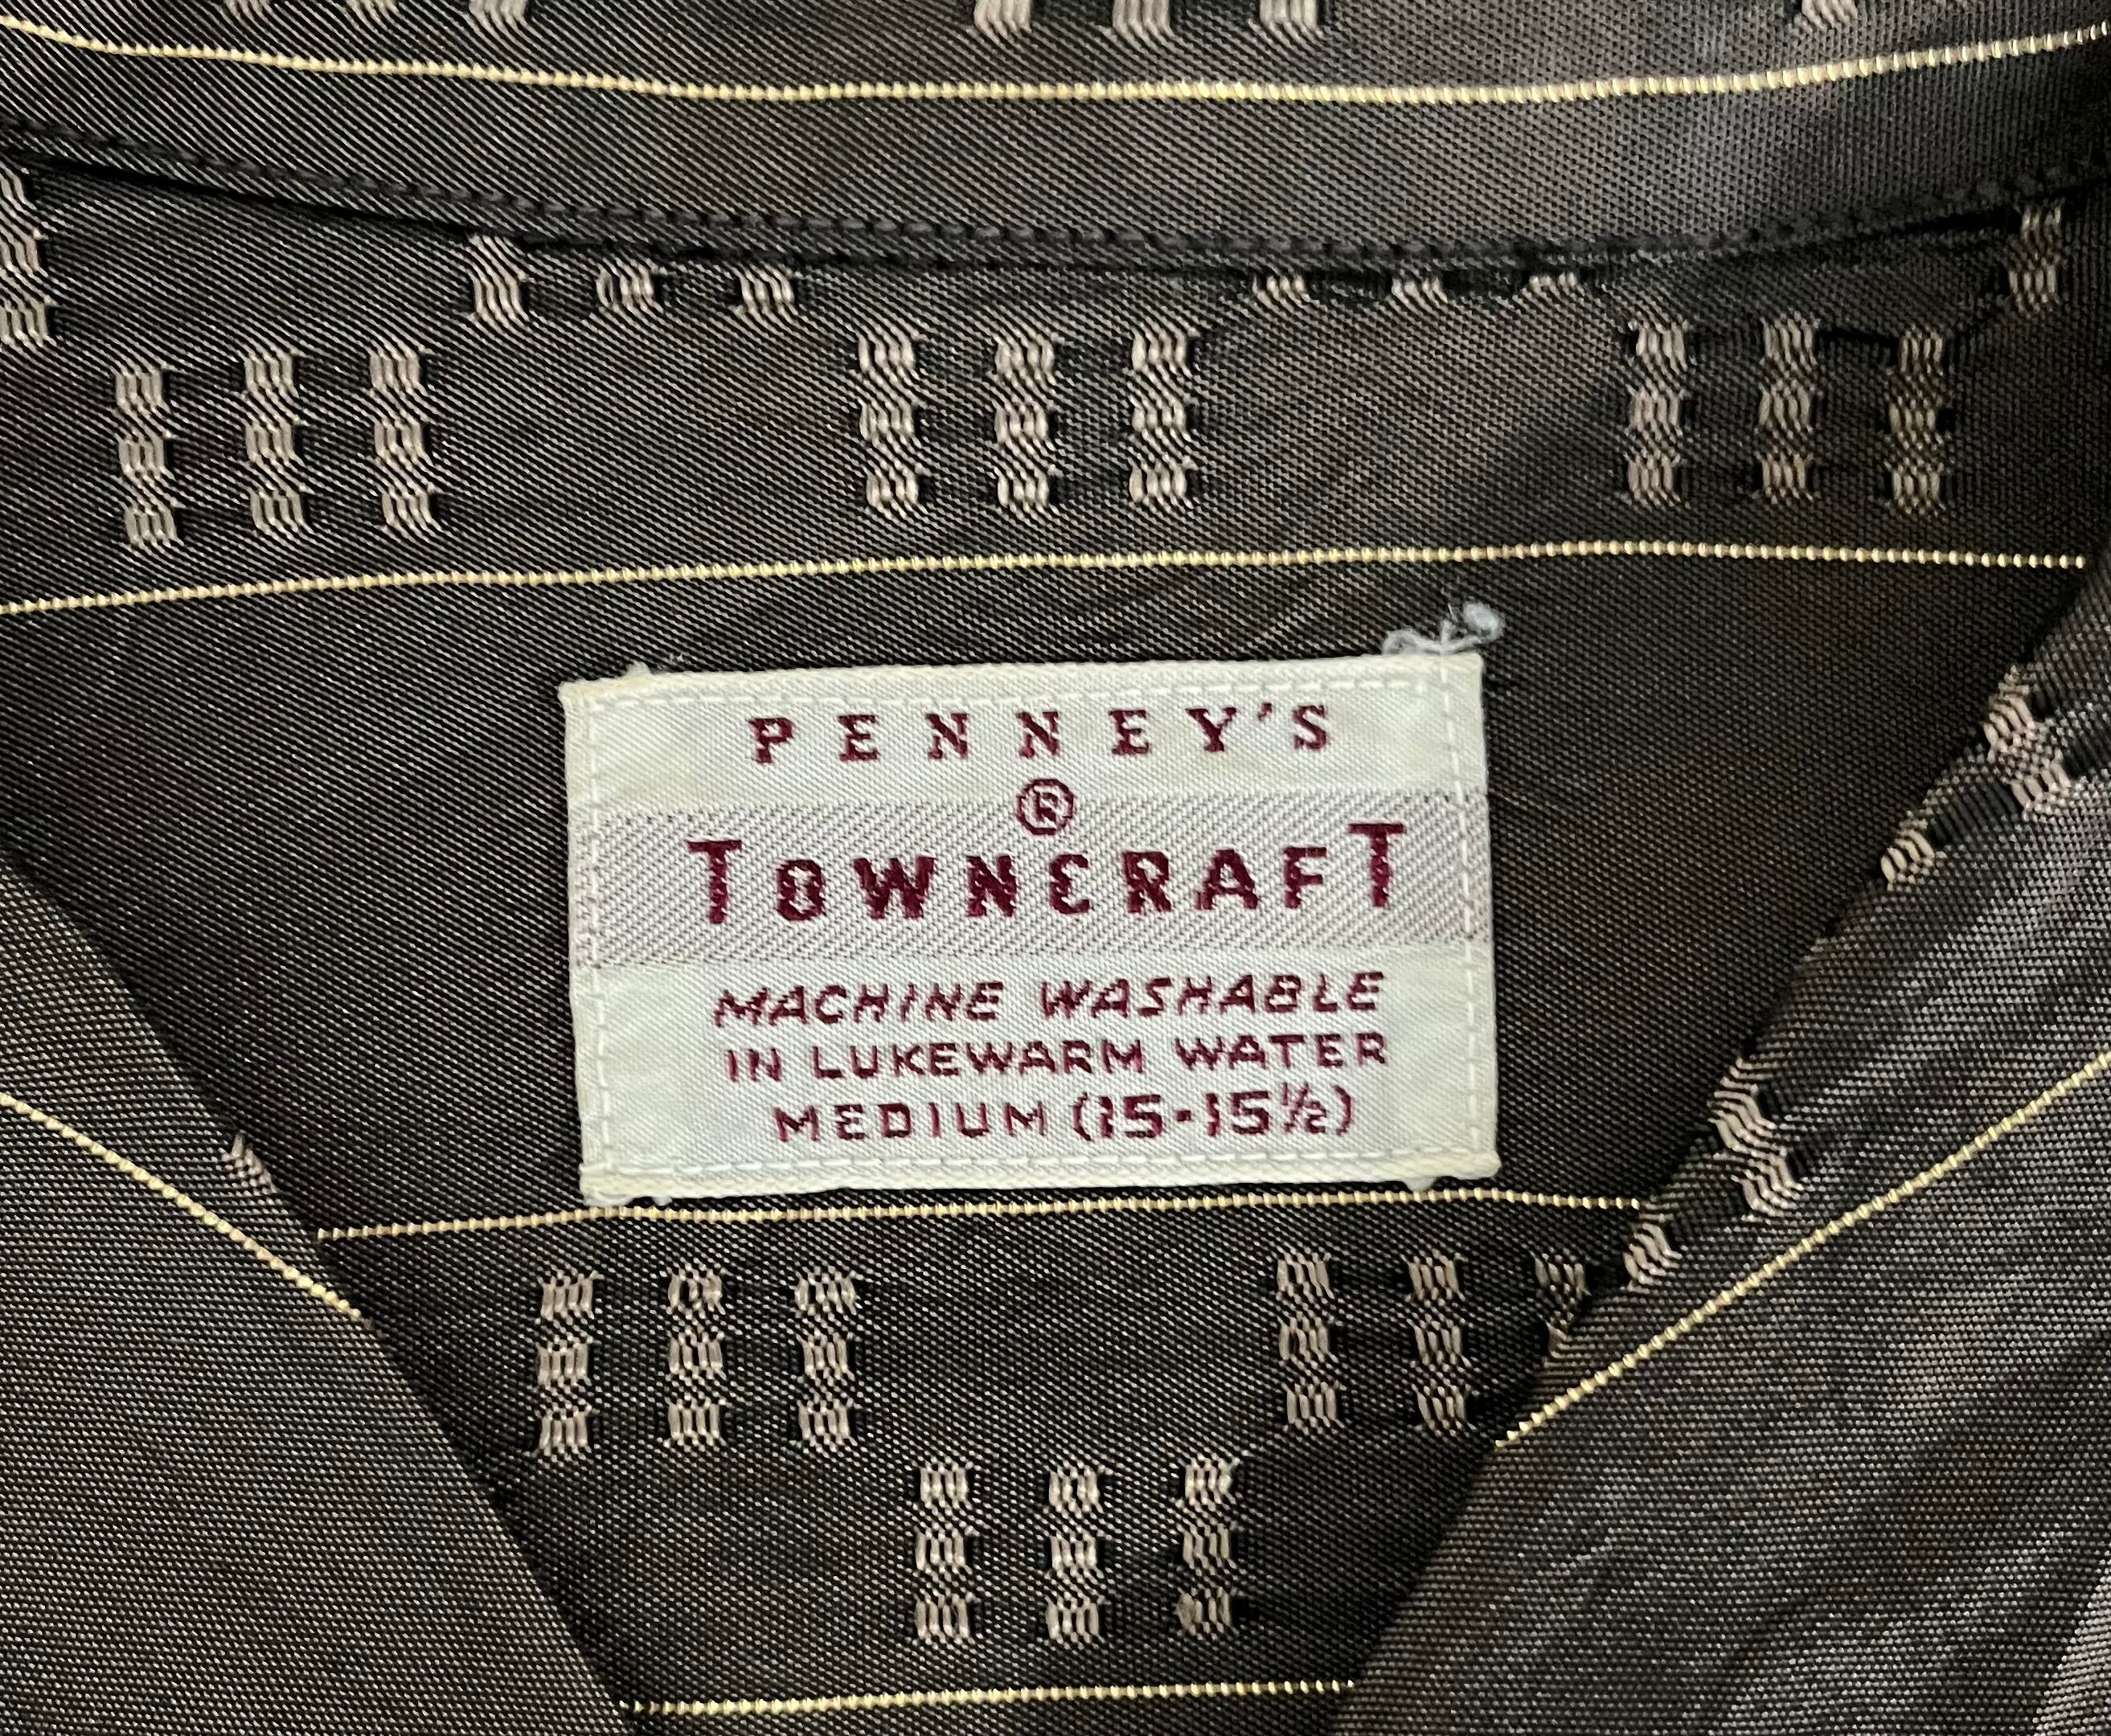 PENNEY'S
®
TOWNCRAFT
MACHINE WASHABLE
IN LUKEWARM WATER
MEDIUM (15-15½)